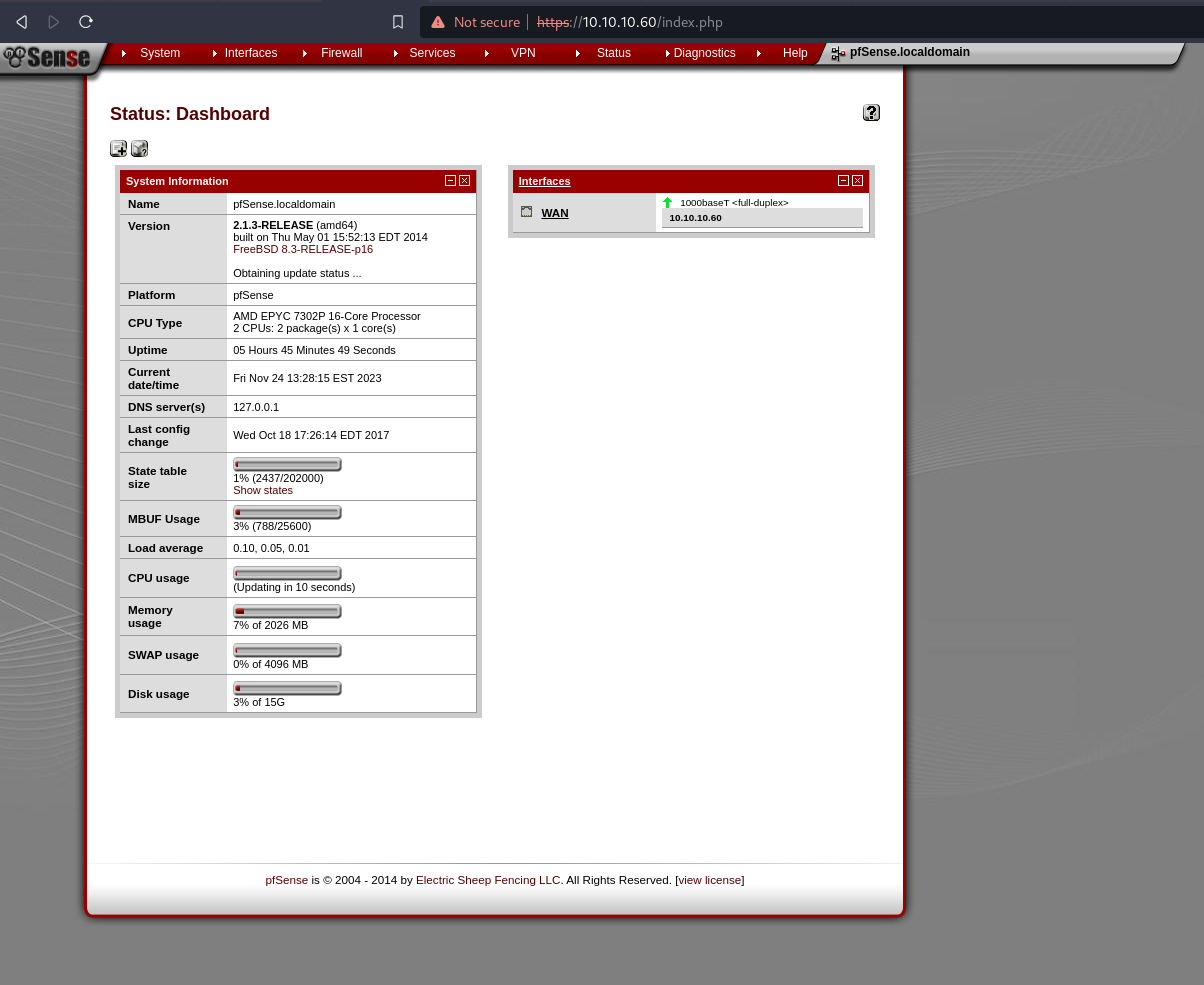 Not secure | https://10.10.10.60/index.php
Sense
System Interfaces Firewall Services VPN Status Diagnostics Help pfSense.localdomain
Status: Dashboard
System Information
Name pfSense.localdomain
Version 2.1.3-RELEASE (amd64)
built on Thu May 01 15:52:13 EDT 2014
FreeBSD 8.3-RELEASE-p16
Obtaining update status ...
Platform pfSense
CPU Type AMD EPYC 7302P 16-Core Processor
2 CPUs: 2 package(s) x 1 core(s)
Uptime 05 Hours 45 Minutes 49 Seconds
Current
date/time Fri Nov 24 13:28:15 EST 2023
DNS server(s) 127.0.0.1
Last config
change Wed Oct 18 17:26:14 EDT 2017
State table
size
1% (2437/202000)
Show states
MBUF Usage
3% (788/25600)
Load average 0.10, 0.05, 0.01
CPU usage
(Updating in 10 seconds)
Memory
usage
7% of 2026 MB
SWAP usage
0% of 4096 MB
Disk usage
3% of 15G
Interfaces
WAN
1000baseT <full-duplex>
10.10.10.60
pfSense is © 2004 - 2014 by Electric Sheep Fencing LLC. All Rights Reserved. [view license]